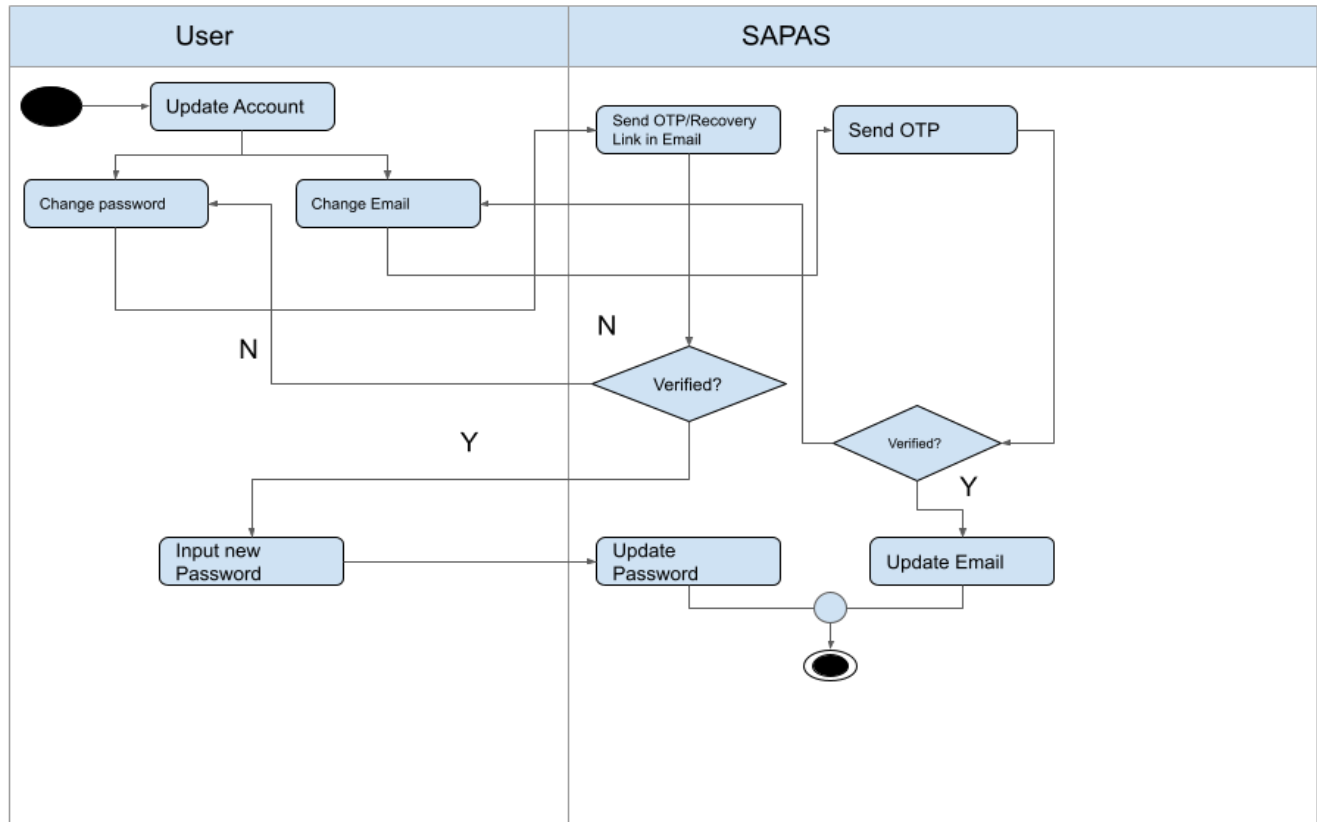 User
SAPAS
Update Account
Send OTP/Recovery
Link in Email
Send OTP
Change password
Change Email
N
N
Verified?
Verified?
Y
Y
Input new
Password
Update
Password
Update Email